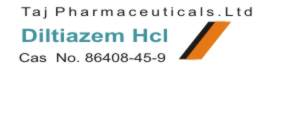 Taj Pharmaceuticals.Ltd
Diltiazem Hcl
Cas No. 86408-45-9